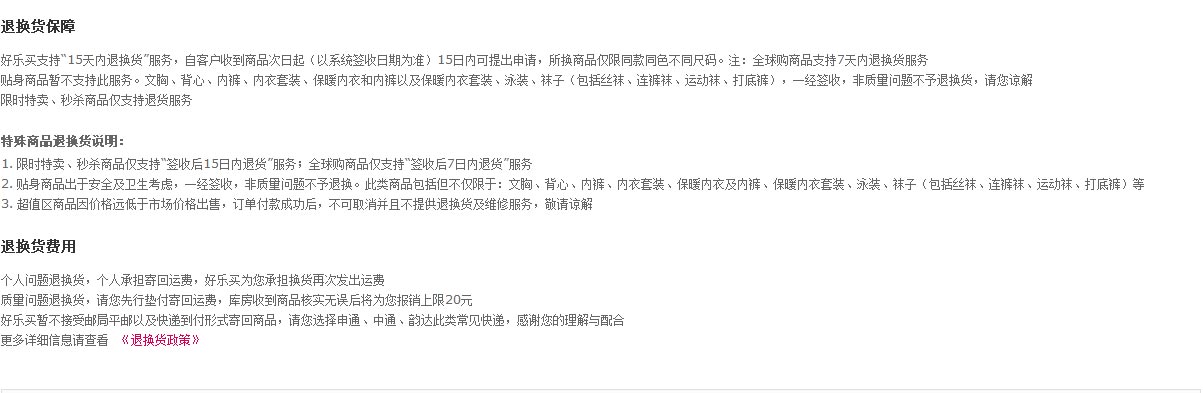 退换货保障
好乐买支持“15天内退换货”服务，自客户收到商品次日起（以系统签收日期为准）15日内可提出申请，所换商品仅限同款同色不同尺码。注：全球购商品支持7天内退换货服务
贴身商品暂不支持此服务。文胸、背心、内裤、内衣套装、保暖内衣和内裤以及保暖内衣套装、泳装、袜子（包括丝袜、连裤袜、运动袜、打底裤），一经签收，非质量问题不予退换货，请您谅解
限时特卖、秒杀商品仅支持退货服务
特殊商品退换货说明：
1. 限时特卖、秒杀商品仅支持“签收后15日内退货”服务；全球购商品仅支持“签收后7日内退货”服务
2. 贴身商品出于安全及卫生考虑，一经签收，非质量问题不予退换。此类商品包括但不仅限于：文胸、背心、内裤、内衣套装、保暖内衣及内裤、保暖内衣套装、泳装、袜子（包括丝袜、连裤袜、运动袜、打底裤）等
3. 超值区商品因价格远低于市场价格出售，订单付款成功后，不可取消并且不提供退换货及维修服务，敬请谅解
退换货费用
个人问题退换货，个人承担寄回运费，好乐买为您承担换货再次发出运费
质量问题退换货，请您先行垫付寄回运费，库房收到商品核实无误后将为您报销上限20元
好乐买暂不接受邮局平邮以及快递到付形式寄回商品，请您选择申通、中通、韵达此类常见快递，感谢您的理解与配合
更多详细信息请查看 《退换货政策》